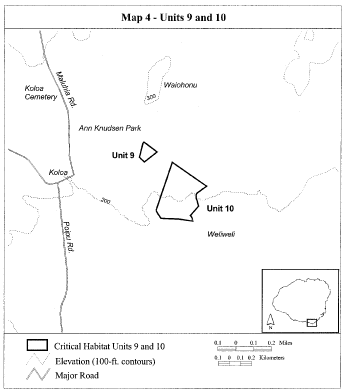 Map 4 - Units 9 and 10
Koloa
Cemetery
Maluhia Rd.
Waiohonu
300
Ann Knudsen Park
Unit 9
Koloa
200
Unit 10
Poipu Rd
Weliweli
N
Critical Habitat Units 9 and 10
Elevation (100-ft. contours)
Major Road
0.1 0 0.1 0.2 Miles
0.1 0 0.1 0.2 Kilometers